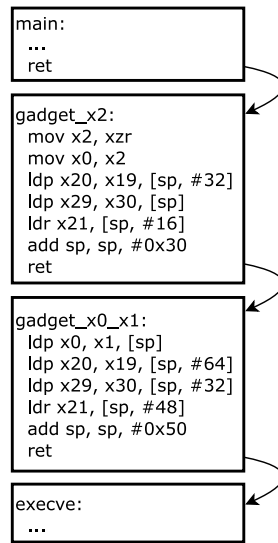 main:
...
ret
gadget_x2:
mov x2, xzr
mov x0, x2
ldp x20, x19, [sp, #32]
ldp x29, x30, [sp]
ldr x21, [sp, #16]
add sp, sp, #0x30
ret
gadget_x0_x1:
ldp x0, x1, [sp]
ldp x20, x19, [sp, #64]
ldp x29, x30, [sp, #32]
ldr x21, [sp, #48]
add sp, sp, #0x50
ret
execve:
...